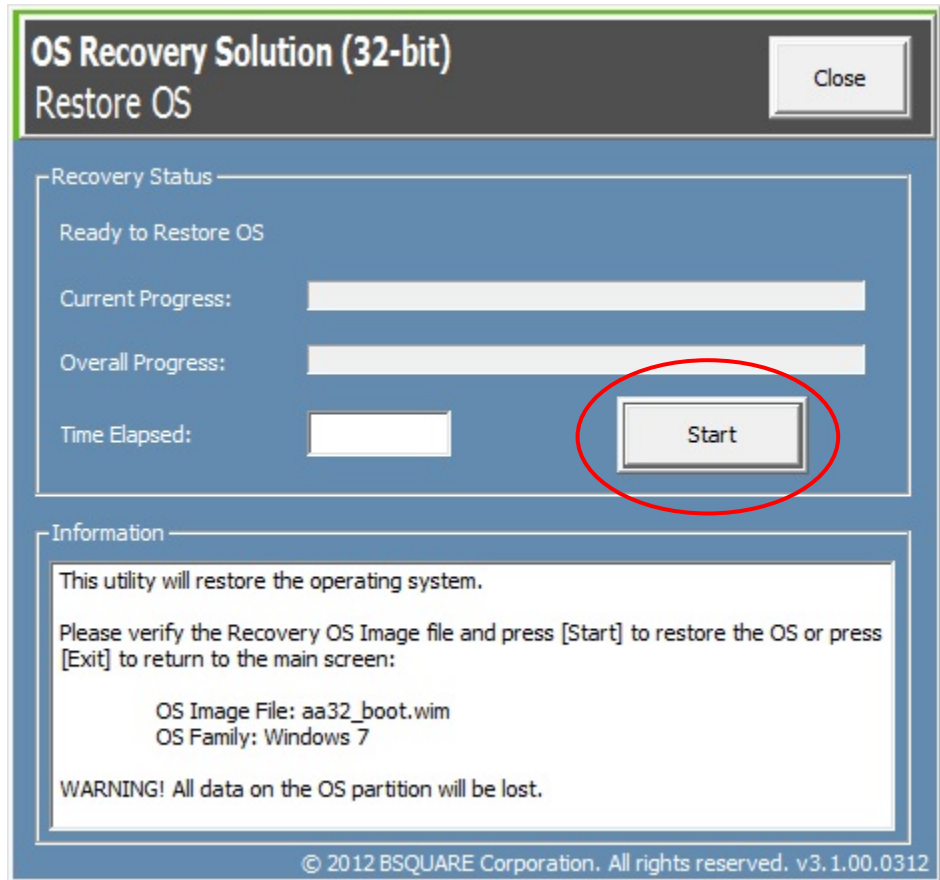 OS Recovery Solution (32-bit)
Restore OS
Close
Recovery Status
Ready to Restore OS
Current Progress:
Overall Progress:
Time Elapsed:
Start
Information
This utility will restore the operating system.
Please verify the Recovery OS Image file and press [Start] to restore the OS or press
[Exit] to return to the main screen:
OS Image File: aa32_boot.wim
OS Family: Windows 7
WARNING! All data on the OS partition will be lost.
© 2012 BSQUARE Corporation. All rights reserved. v3.1.00.0312